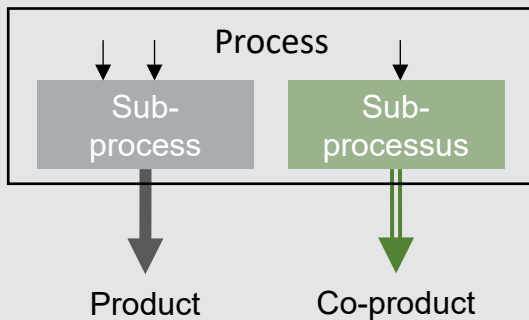 Process
Sub-
process
Sub-
processus
Product
Co-product